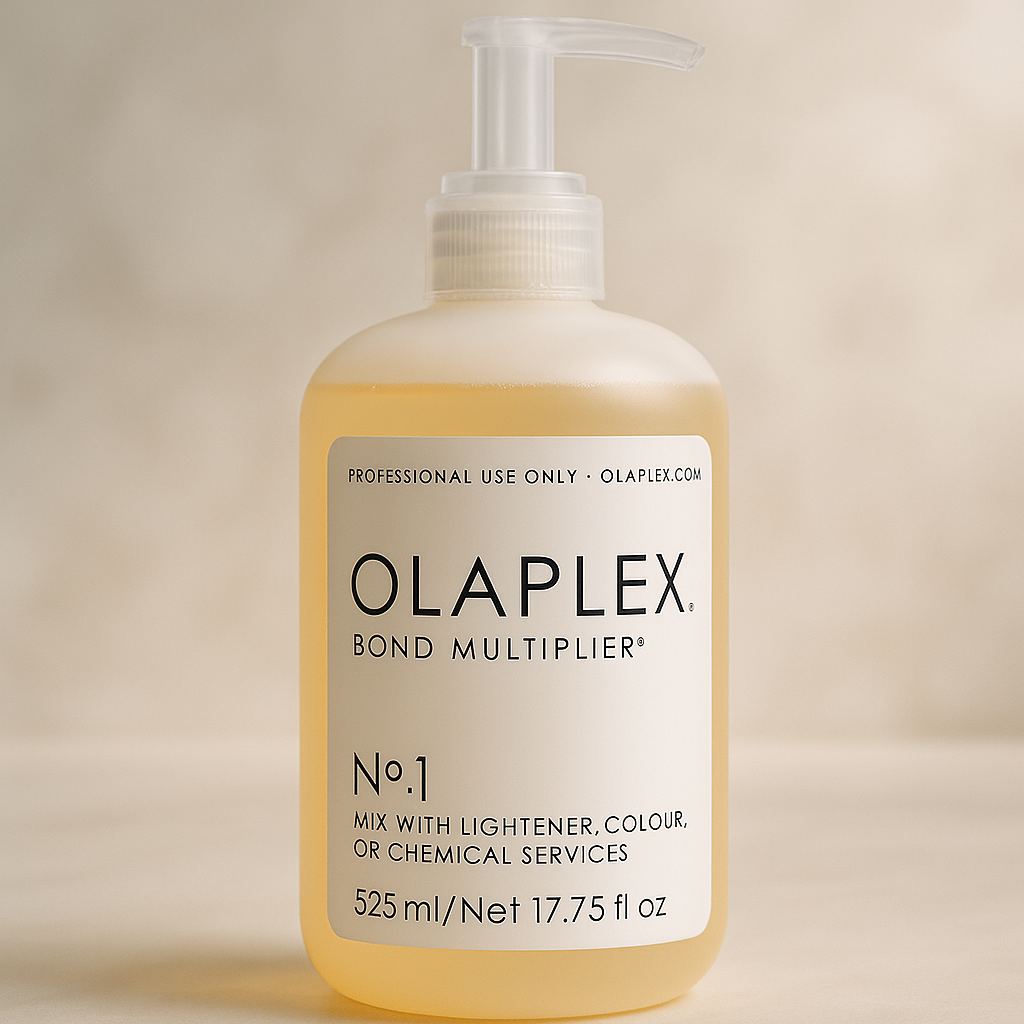 PROFESSIONAL USE ONLY · OLAPLEX.COM
OLAPLEX®
BOND MULTIPLIER®
Nº.1
MIX WITH LIGHTENER, COLOUR,
OR CHEMICAL SERVICES
525 ml/Net 17.75 fl oz